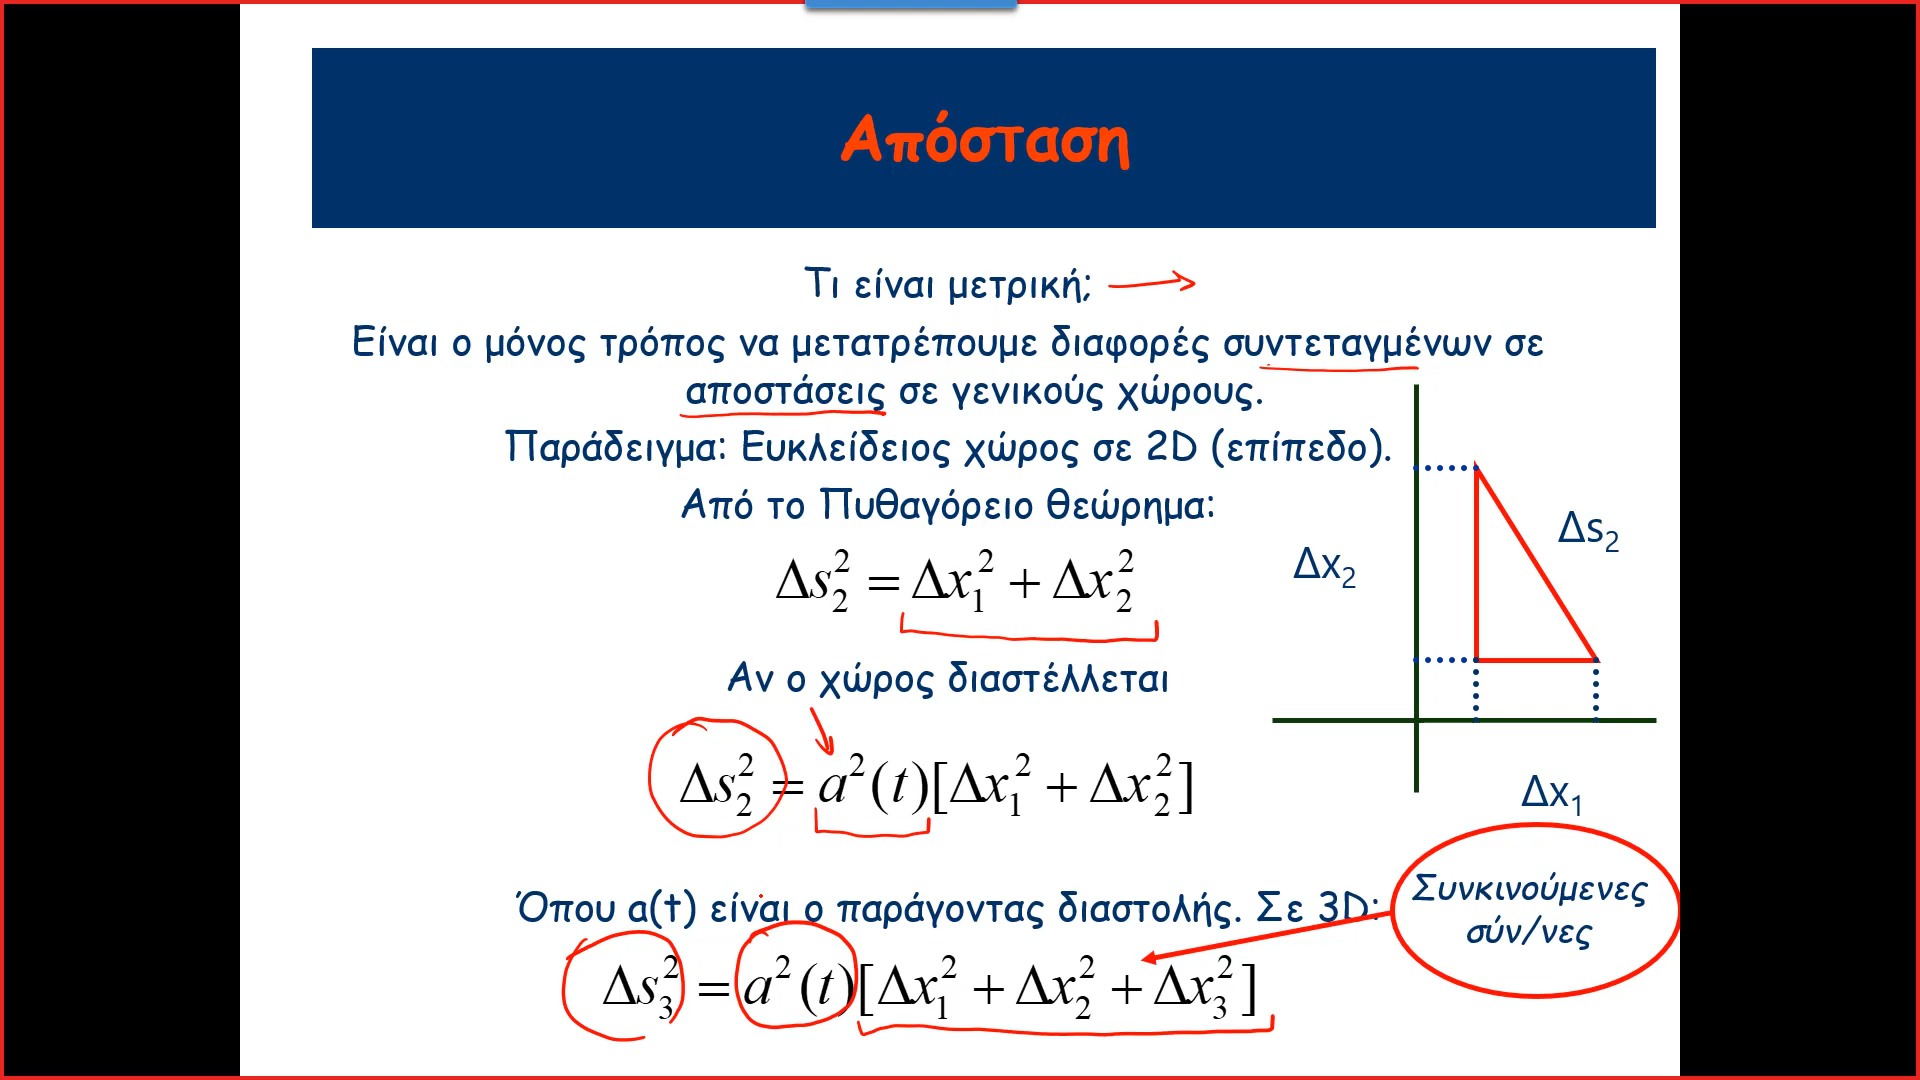 Απόσταση
Τι είναι μετρική;
Είναι ο μόνος τρόπος να μετατρέπουμε διαφορές συντεταγμένων σε
αποστάσεις σε γενικούς χώρους.
Παράδειγμα: Ευκλείδειος χώρος σε 2D (επίπεδο).
Από το Πυθαγόρειο θεώρημα:
Δs₂² = Δx₁² + Δx₂²
Δx₂
Δs₂
Δx₁
Αν ο χώρος διαστέλλεται
Δs₂² = a²(t)[Δx₁² + Δx₂²]
Όπου a(t) είναι ο παράγοντας διαστολής. Σε 3D:
Δs₃² = a²(t)[Δx₁² + Δx₂² + Δx₃²]
Συνκινούμενες
σύν/νες